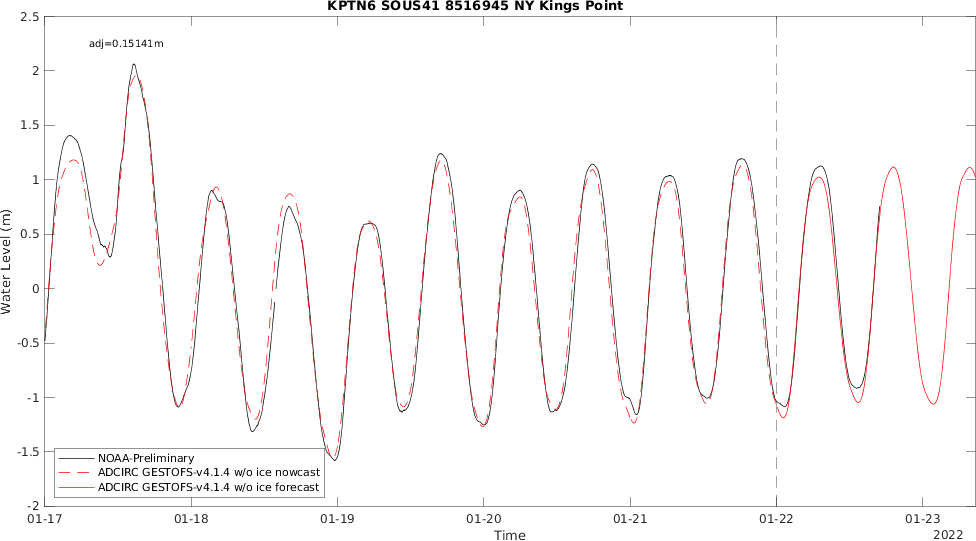 KPTN6 SOUS41 8516945 NY Kings Point
adj=0.15141m
2.5
2
1.5
1
0.5
0
-0.5
-1
-1.5
-2
Water Level (m)
NOAA-Preliminary
ADCIRC GESTOFS-v4.1.4 w/o ice nowcast
ADCIRC GESTOFS-v4.1.4 w/o ice forecast
01-17 01-18 01-19 01-20 01-21 01-22 01-23
Time
2022